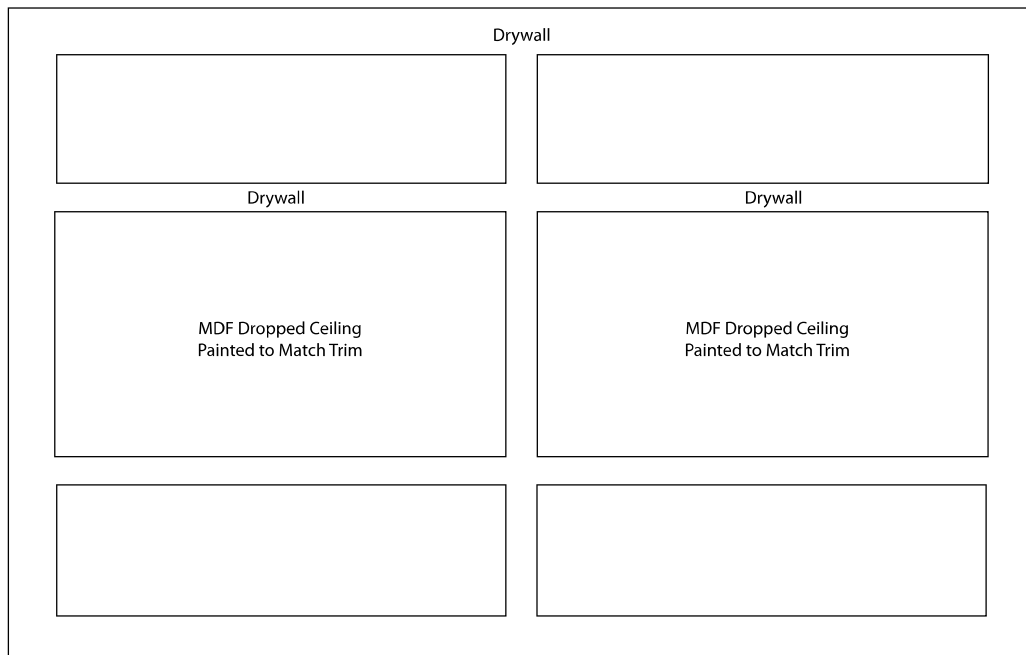 Drywall
Drywall
Drywall
MDF Dropped Ceiling
Painted to Match Trim
MDF Dropped Ceiling
Painted to Match Trim